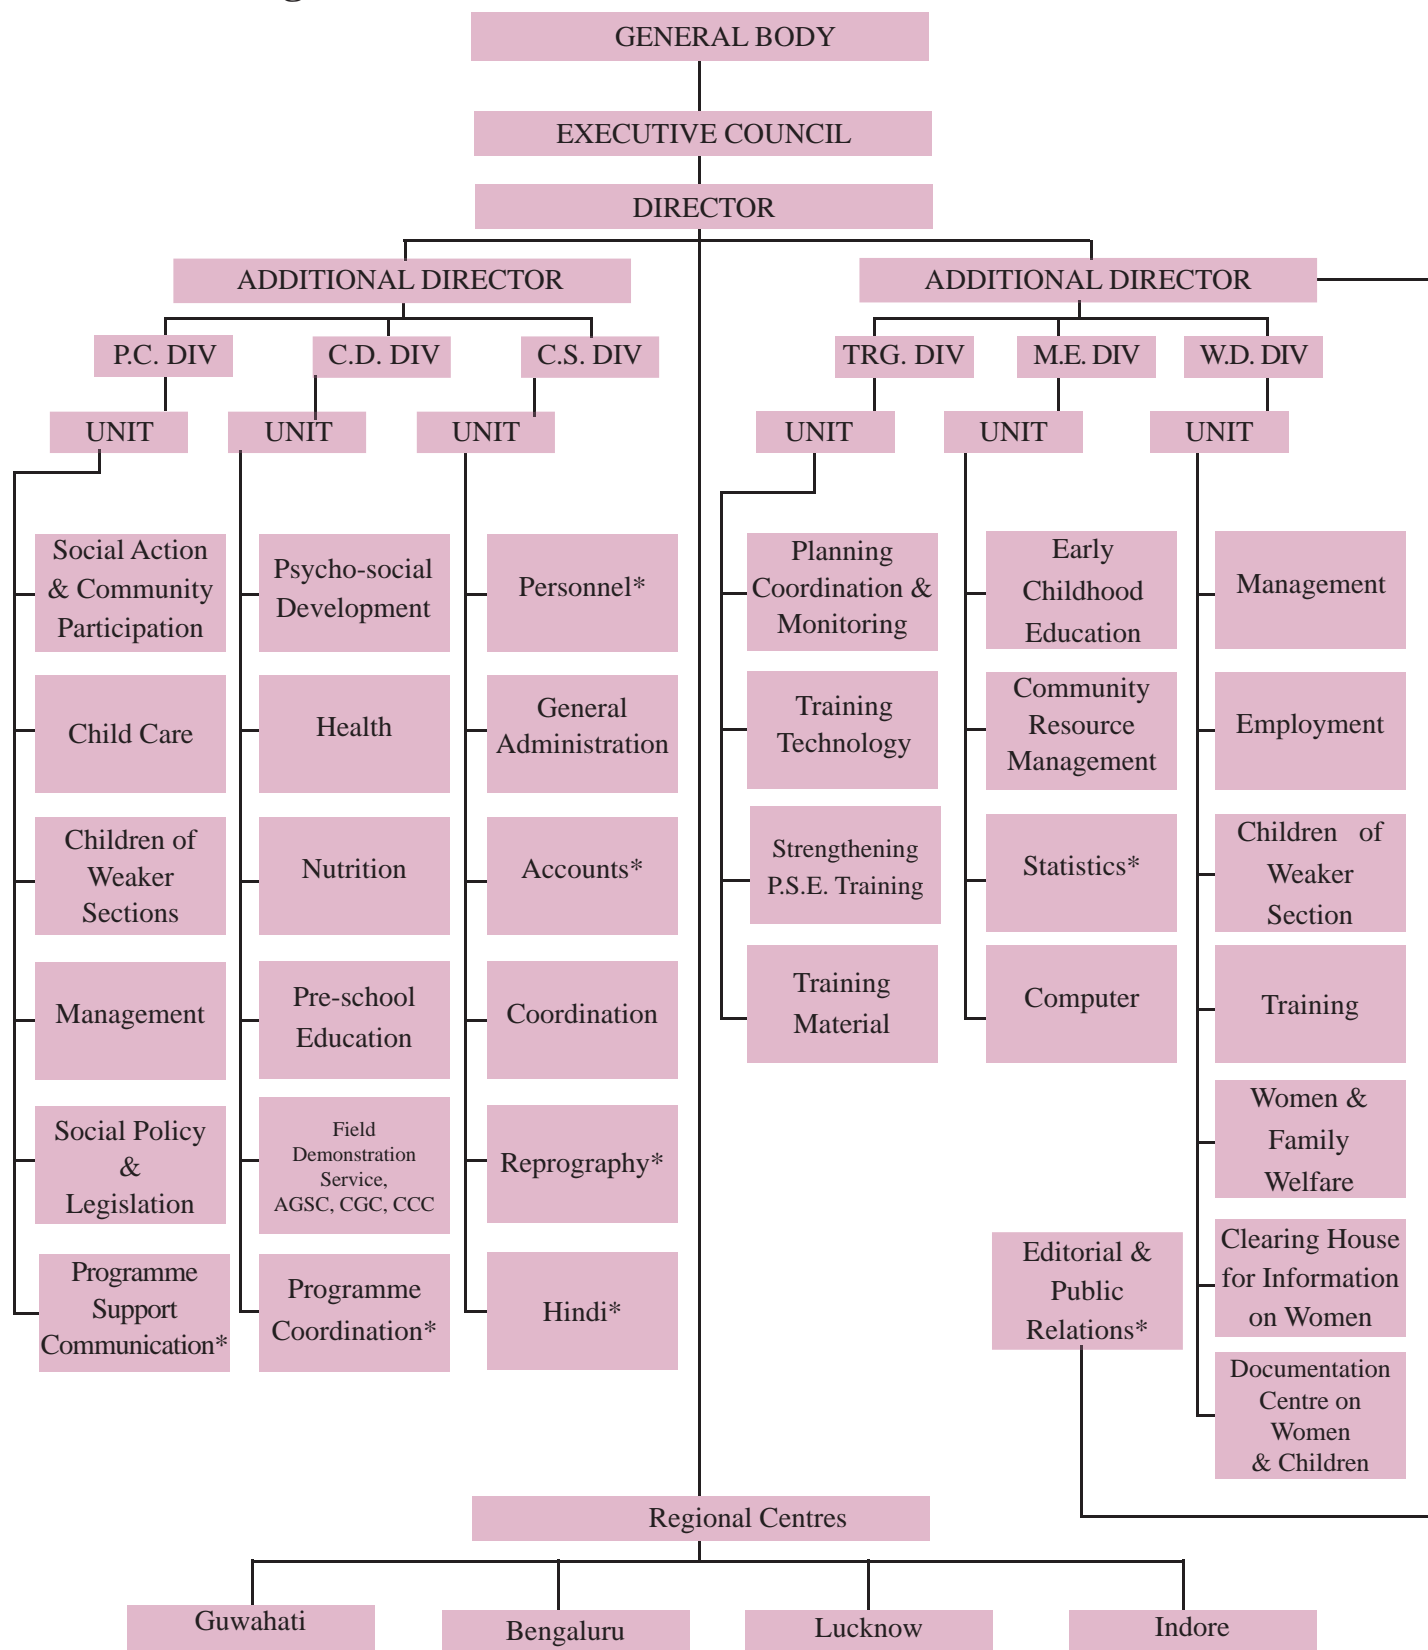 GENERAL BODY
EXECUTIVE COUNCIL
DIRECTOR
ADDITIONAL DIRECTOR
ADDITIONAL DIRECTOR
P.C. DIV
C.D. DIV
C.S. DIV
TRG. DIV
M.E. DIV
W.D. DIV
UNIT
UNIT
UNIT
UNIT
UNIT
UNIT
Social Action
& Community
Participation
Child Care
Children of
Weaker
Sections
Management
Social Policy
&
Legislation
Programme
Support
Communication*
Psycho-social
Development
Health
Nutrition
Pre-school
Education
Field
Demonstration
Service,
AGSC, CGC, CCC
Programme
Coordination*
Personnel*
General
Administration
Accounts*
Coordination
Reprography*
Hindi*
Planning
Coordination &
Monitoring
Training
Technology
Strengthening
P.S.E. Training
Training
Material
Early
Childhood
Education
Community
Resource
Management
Statistics*
Computer
Editorial &
Public
Relations*
Management
Employment
Children of
Weaker
Section
Training
Women &
Family
Welfare
Clearing House
for Information
on Women
Documentation
Centre on
Women
& Children
Regional Centres
Guwahati
Bengaluru
Lucknow
Indore